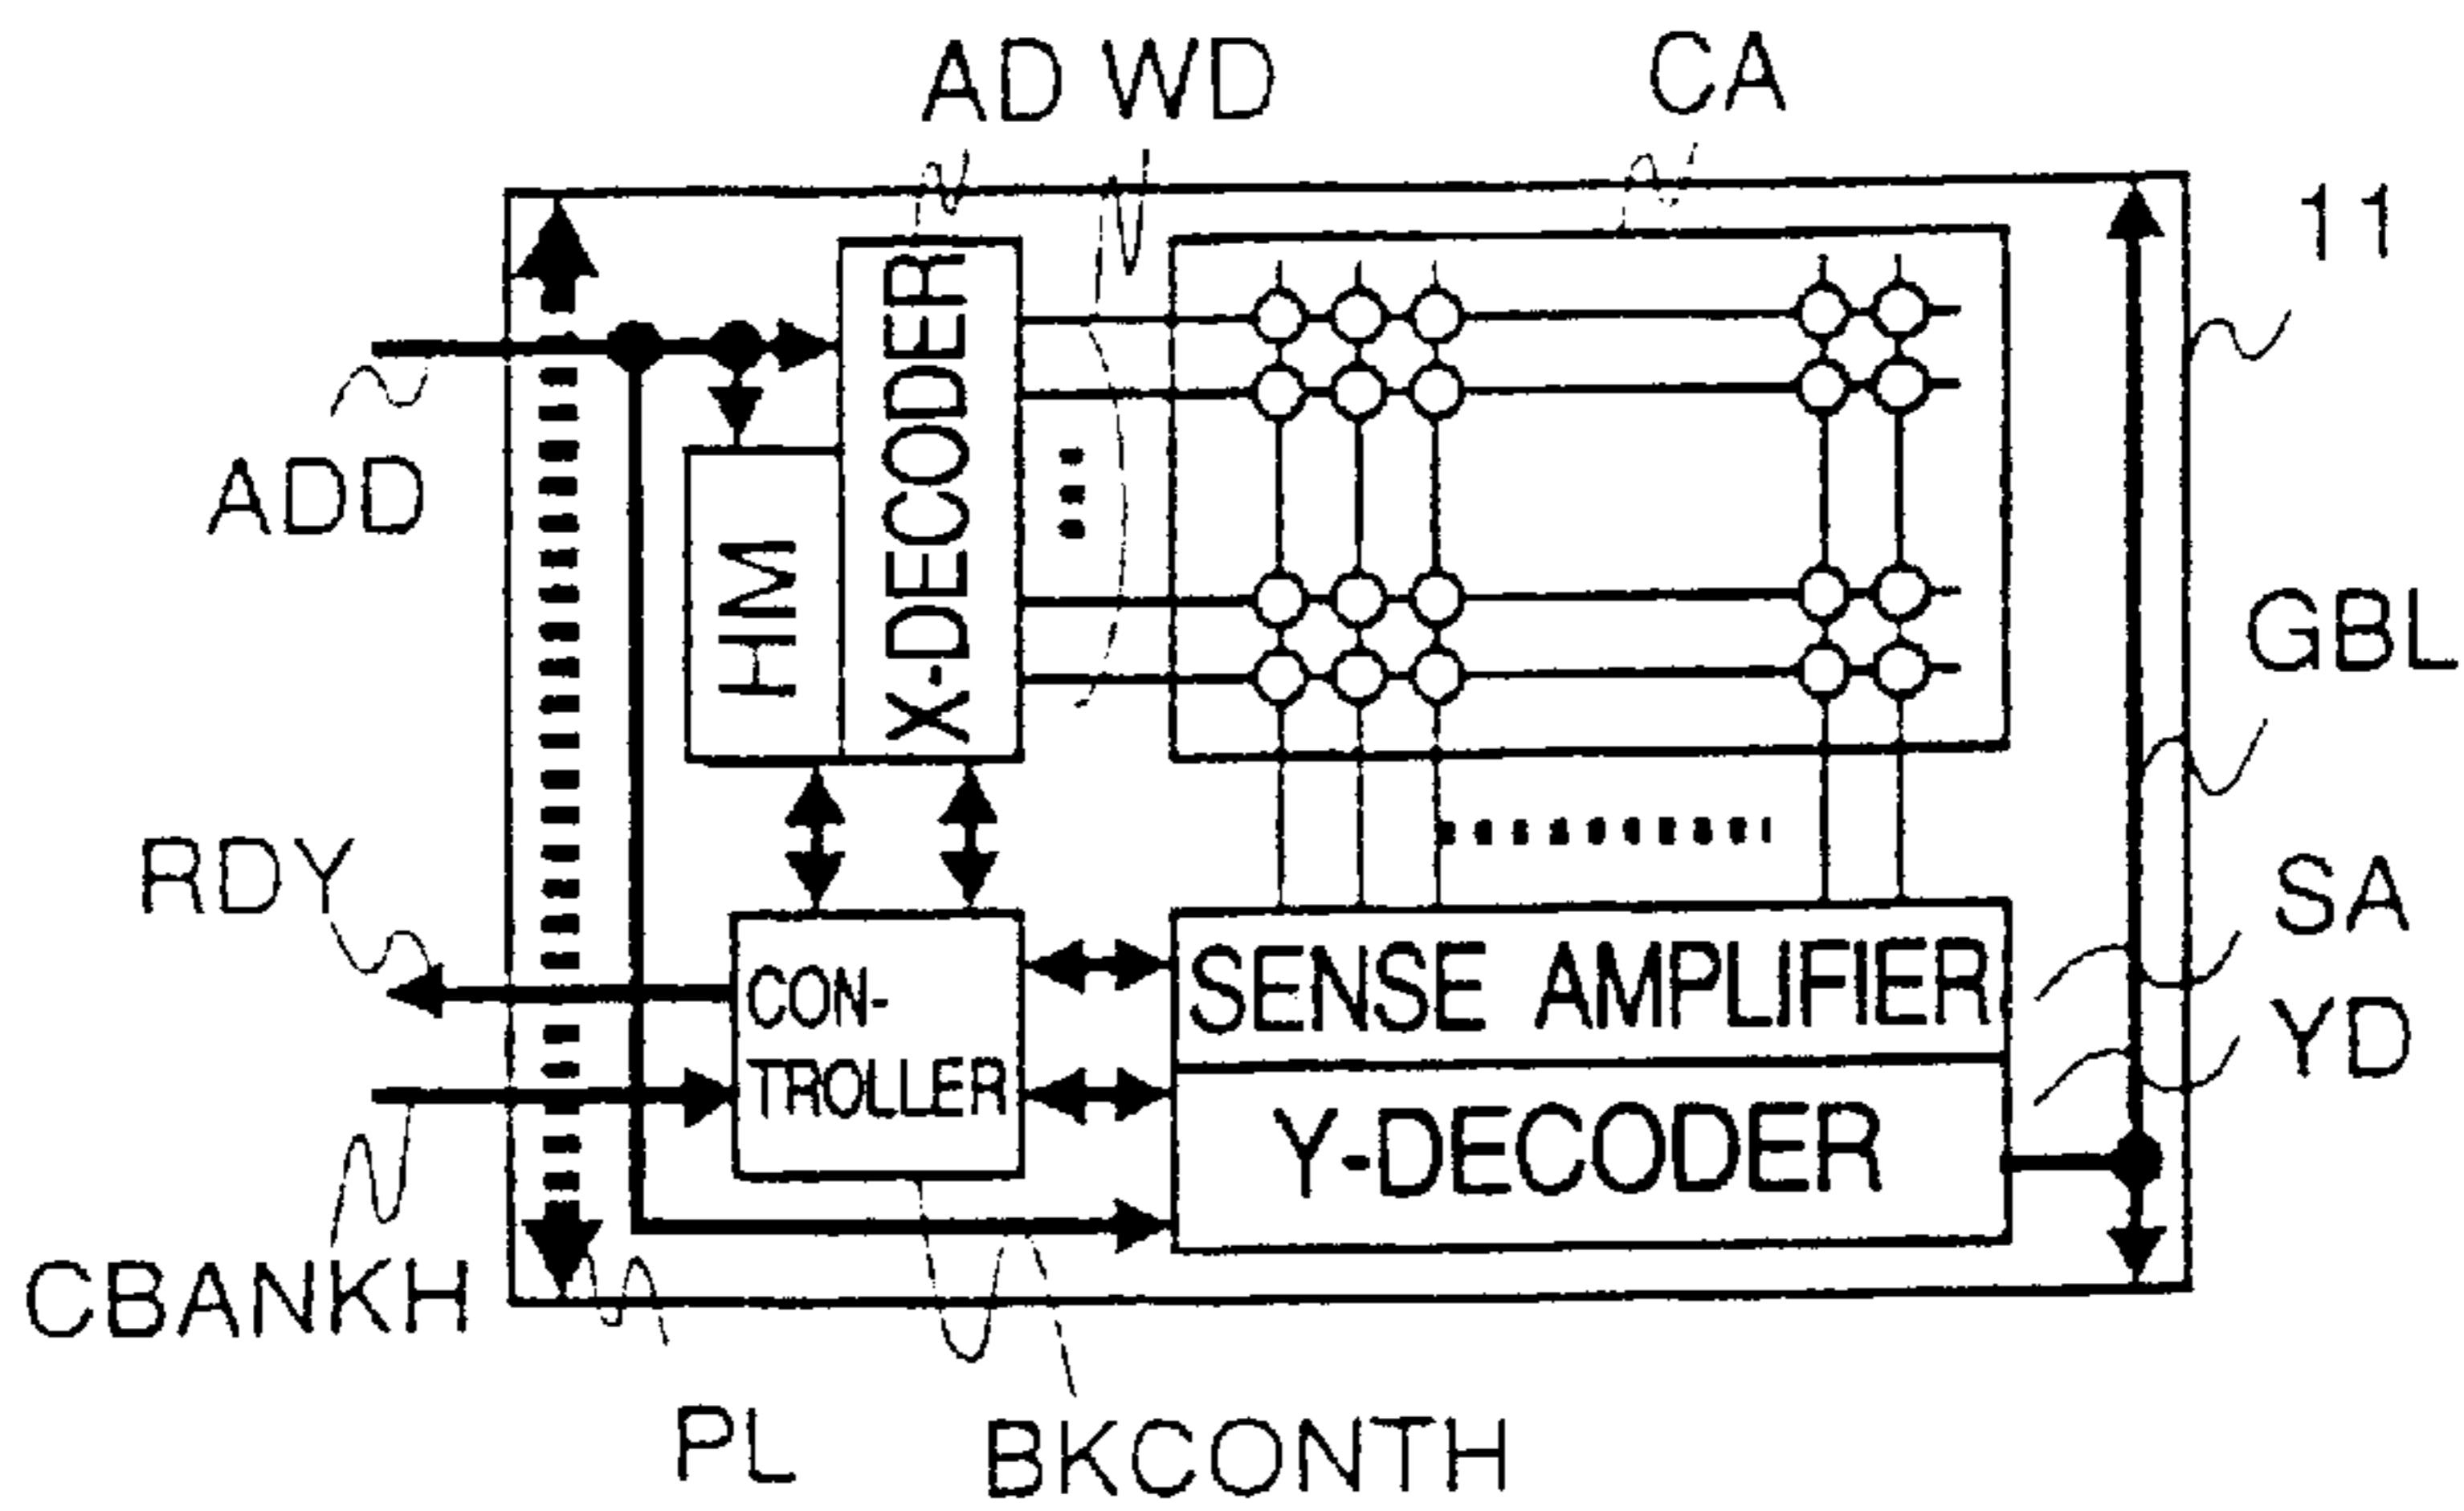 AD WD CA
11
X-DECODER
HM
ADD
GBL
RDY
SA
SENSE AMPLIFIER
CON-
TROLLER
YD
Y-DECODER
CBANKH
PL
BKCONTH